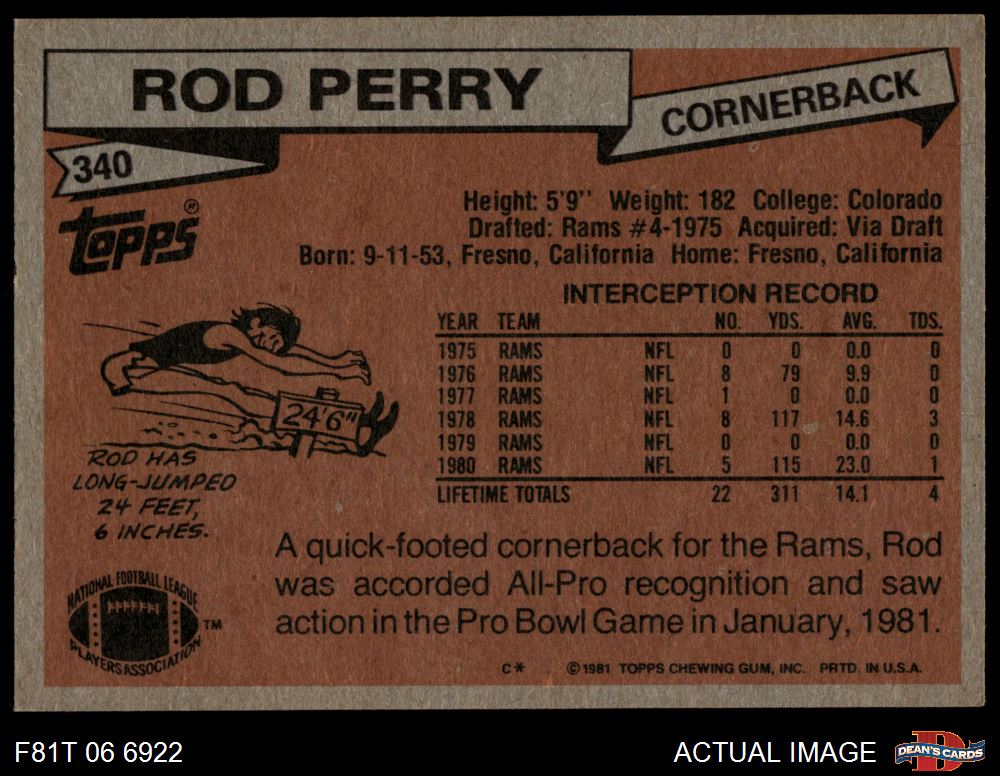 ROD PERRY
CORNERBACK
340
Topps®
Height: 5'9'' Weight: 182 College: Colorado
Drafted: Rams #4-1975 Acquired: Via Draft
Born: 9-11-53, Fresno, California Home: Fresno, California
INTERCEPTION RECORD
YEAR TEAM NO. YDS. AVG. TDS.
1975 RAMS NFL 0 0 0.0 0
1976 RAMS NFL 8 79 9.9 0
1977 RAMS NFL 1 0 0.0 0
1978 RAMS NFL 8 117 14.6 3
1979 RAMS NFL 0 0 0.0 0
1980 RAMS NFL 5 115 23.0 1
LIFETIME TOTALS 22 311 14.1 4
24'6"
ROD HAS
LONG-JUMPED
24 FEET,
6 INCHES.
A quick-footed cornerback for the Rams, Rod
was accorded All-Pro recognition and saw
action in the Pro Bowl Game in January, 1981.
NATIONAL FOOTBALL LEAGUE
PLAYERS ASSOCIATION
TM
C* ©1981 TOPPS CHEWING GUM, INC. PRTD. IN U.S.A.
F81T 06 6922
ACTUAL IMAGE
D
DEAN'S CARDS